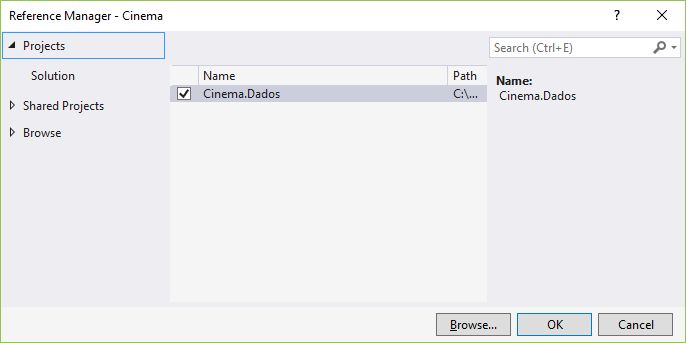 Reference Manager - Cinema
? 
Projects
Search (Ctrl+E)
Solution
Name Path
Name:
Cinema.Dados C:\...
Cinema.Dados
Shared Projects
Browse
Browse... OK Cancel